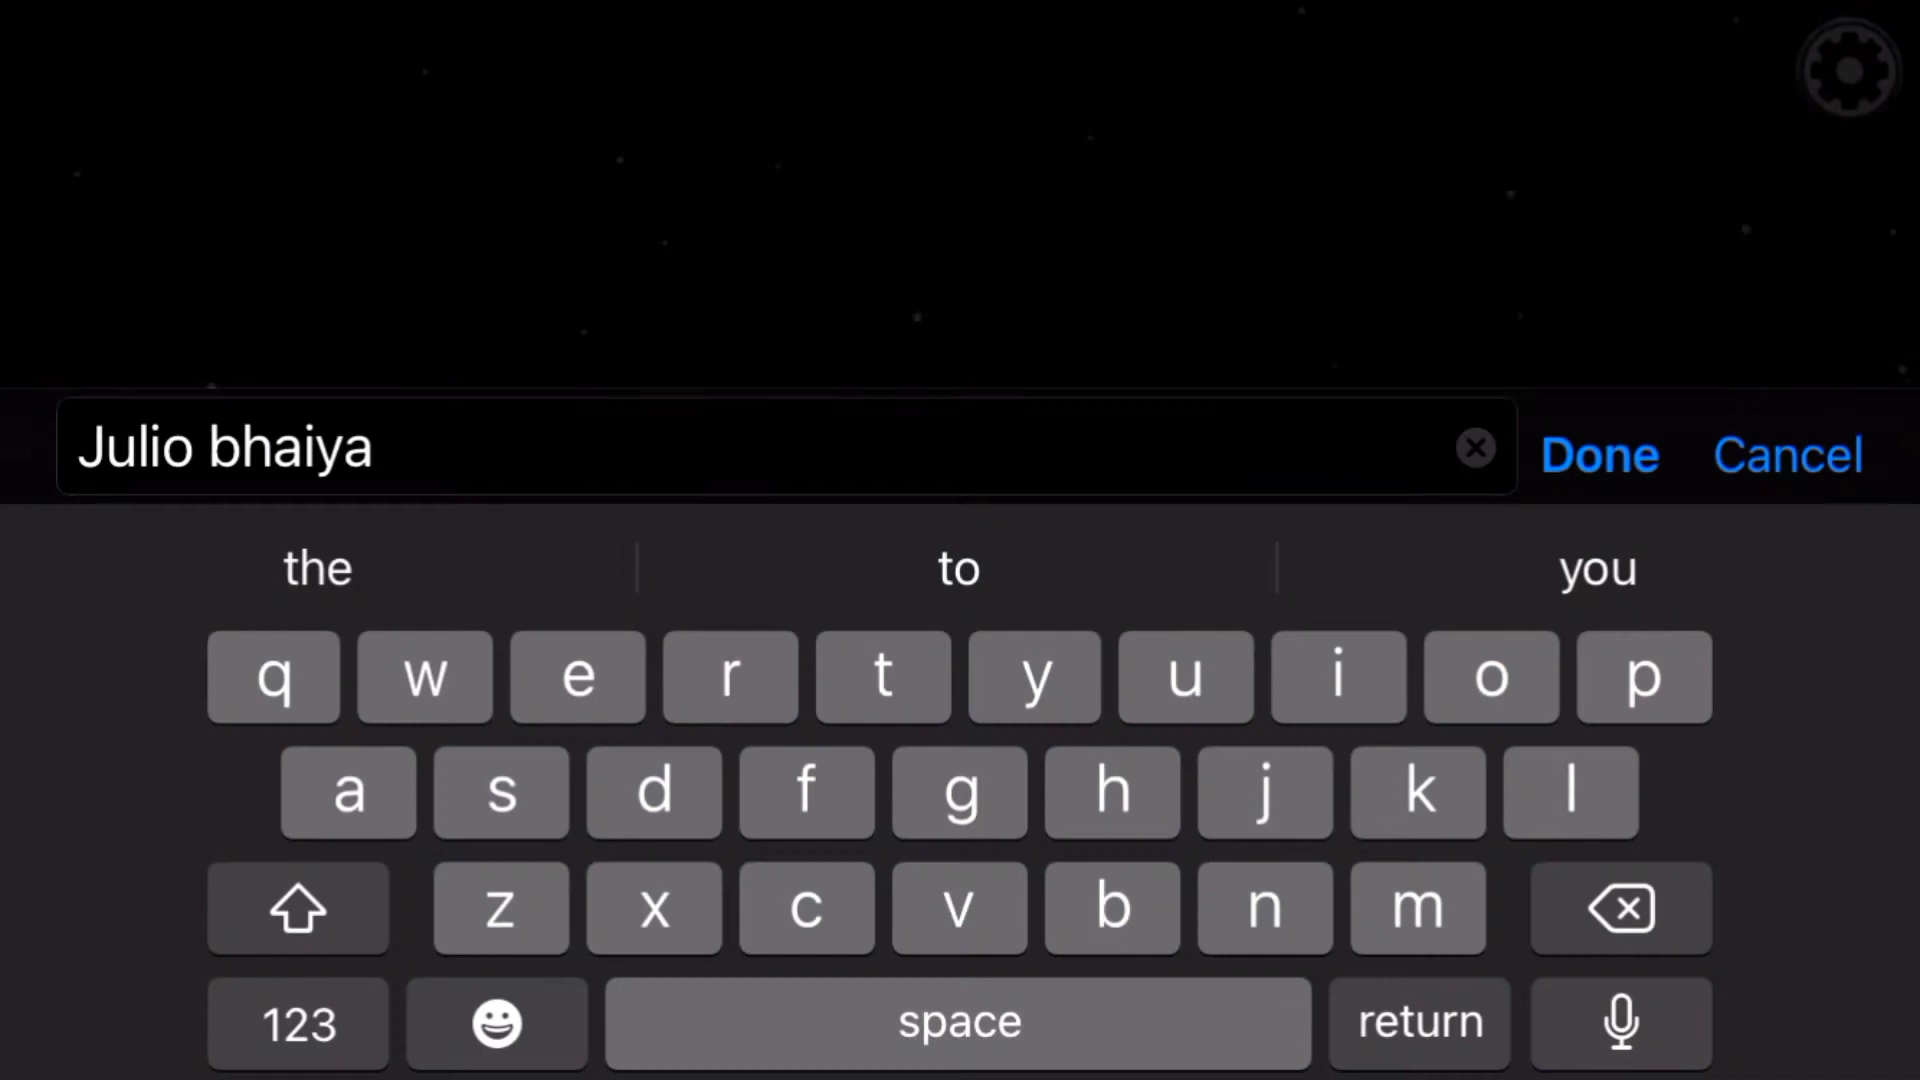 Julio bhaiya
Done Cancel
the to you
q w e r t y u i o p
a s d f g h j k l
z x c v b n m
123 space return